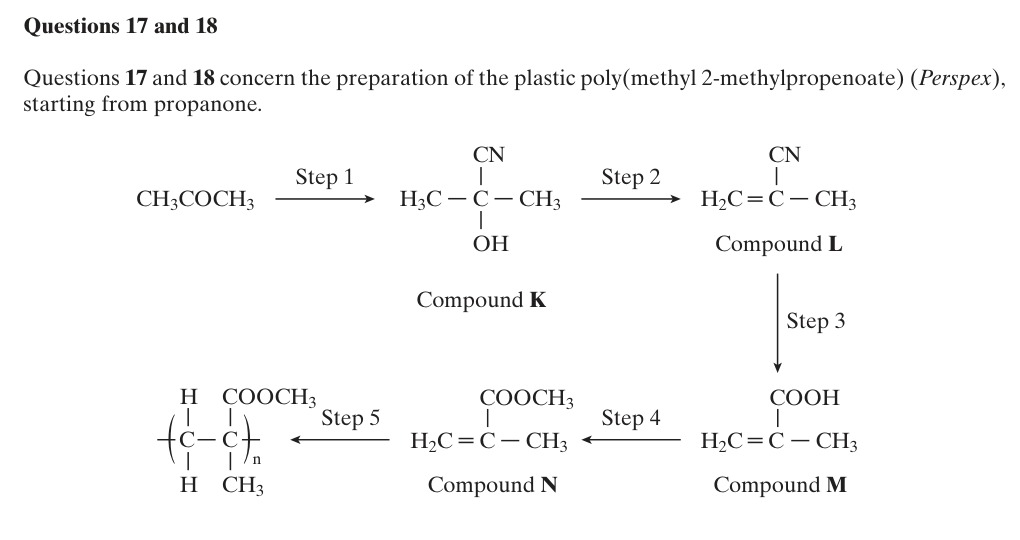 Questions 17 and 18
Questions 17 and 18 concern the preparation of the plastic poly(methyl 2-methylpropenoate) (Perspex),
starting from propanone.
CN CN
Step 1 Step 2
CH₃COCH₃ H₃C — C — CH₃ H₂C = C — CH₃
OH Compound L
Compound K
Step 3
H COOCH₃ COOCH₃ COOH
Step 5 Step 4
C — C H₂C = C — CH₃ H₂C = C — CH₃
n
H CH₃ Compound N Compound M